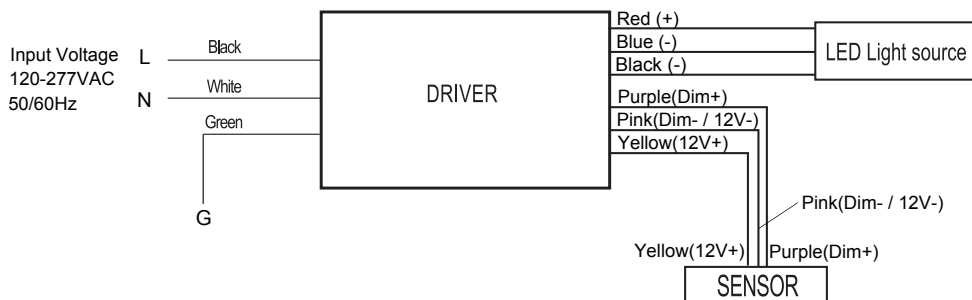 Input Voltage
120-277VAC
50/60Hz
L
N
G
Black
White
Green
DRIVER
Red (+)
Blue (-)
Black (-)
LED Light source
Purple(Dim+)
Pink(Dim- / 12V-)
Yellow(12V+)
Pink(Dim- / 12V-)
Yellow(12V+)
Purple(Dim+)
SENSOR